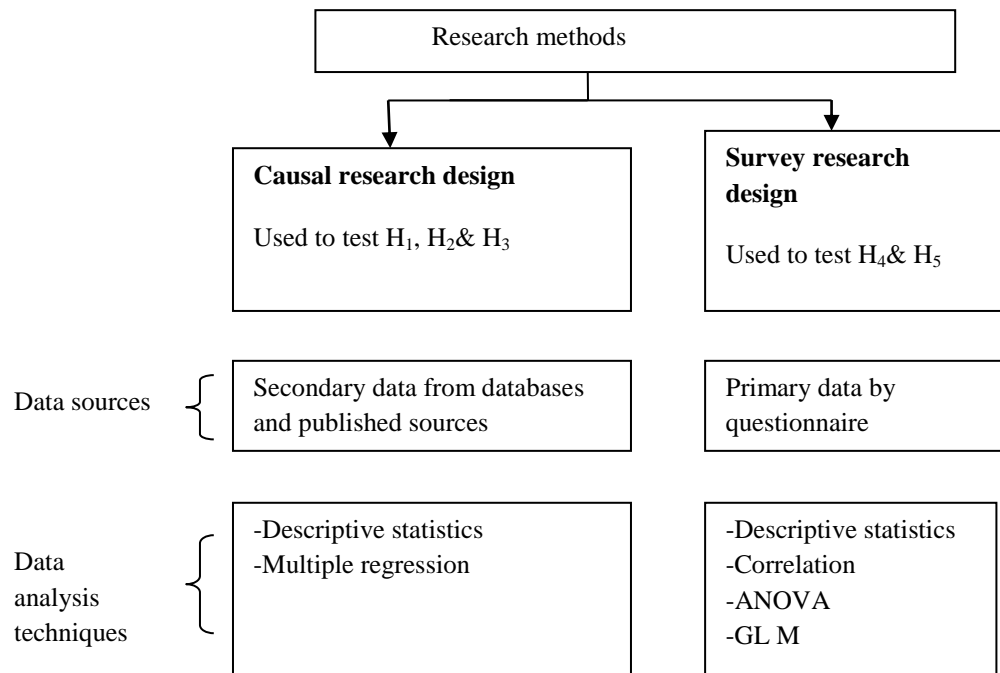 Research methods
Causal research design
Used to test H₁, H₂& H₃
Survey research
design
Used to test H₄& H₅
Data sources
Secondary data from databases
and published sources
Primary data by
questionnaire
Data
analysis
techniques
-Descriptive statistics
-Multiple regression
-Descriptive statistics
-Correlation
-ANOVA
-GL M